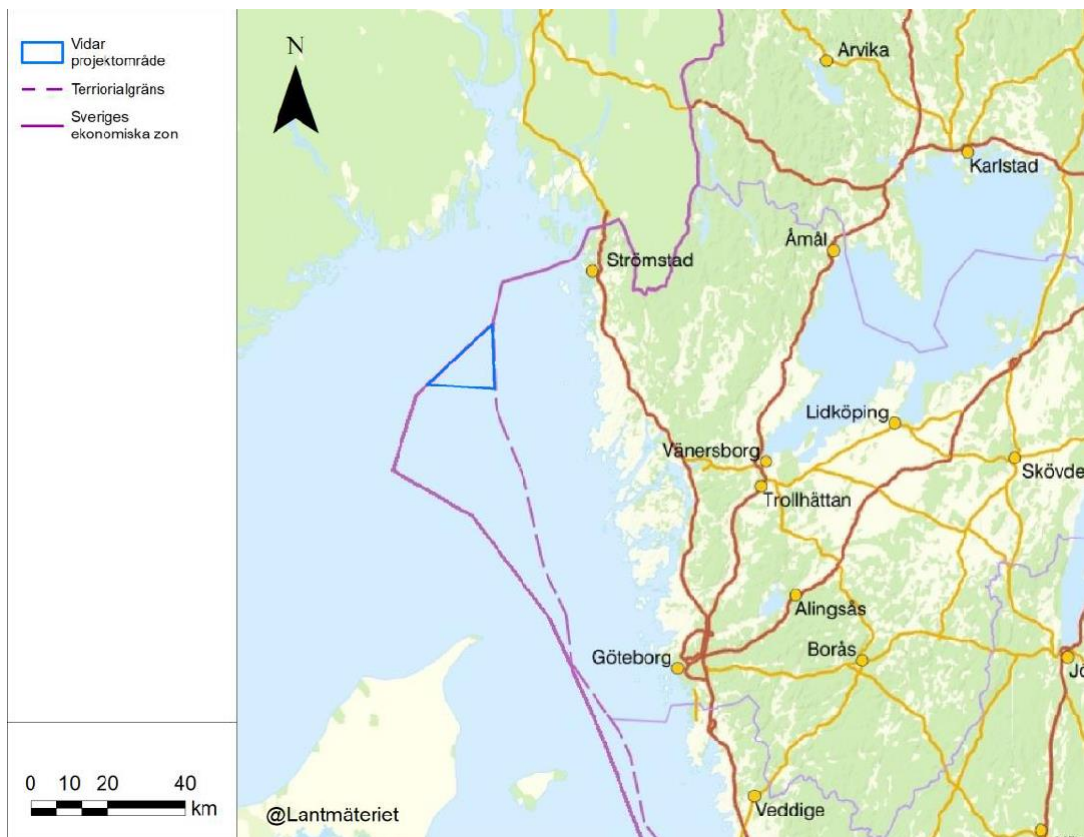 Vidar
projektområde
Terriorialgräns
Sveriges
ekonomiska zon
N
Arvika
Karlstad
Åmål
Strömstad
Lidköping
Vänersborg
Skövde
Trollhättan
Alingsås
Göteborg
Borås
Veddige
0 10 20 40
km
@Lantmäteriet